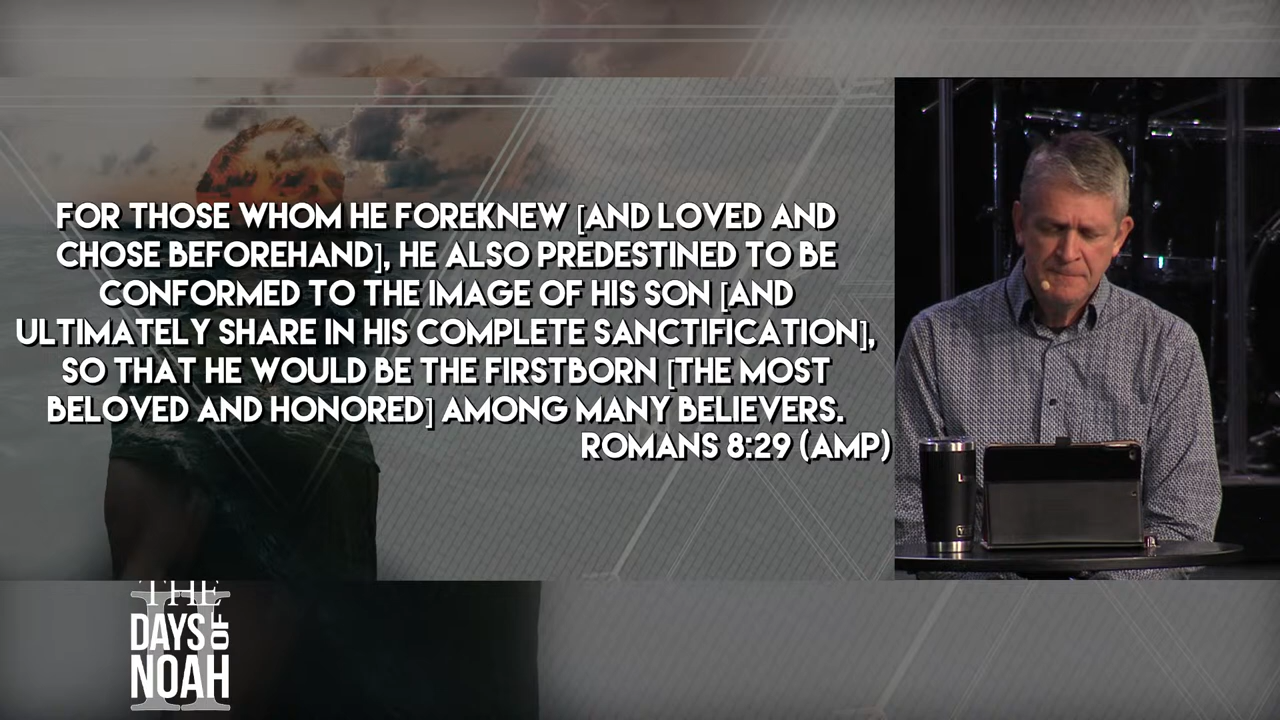 FOR THOSE WHOM HE FOREKNEW [AND LOVED AND
CHOSE BEFOREHAND], HE ALSO PREDESTINED TO BE
CONFORMED TO THE IMAGE OF HIS SON [AND
ULTIMATELY SHARE IN HIS COMPLETE SANCTIFICATION],
SO THAT HE WOULD BE THE FIRSTBORN [THE MOST
BELOVED AND HONORED] AMONG MANY BELIEVERS.
ROMANS 8:29 (AMP)
THE
II
DAYS OF
NOAH